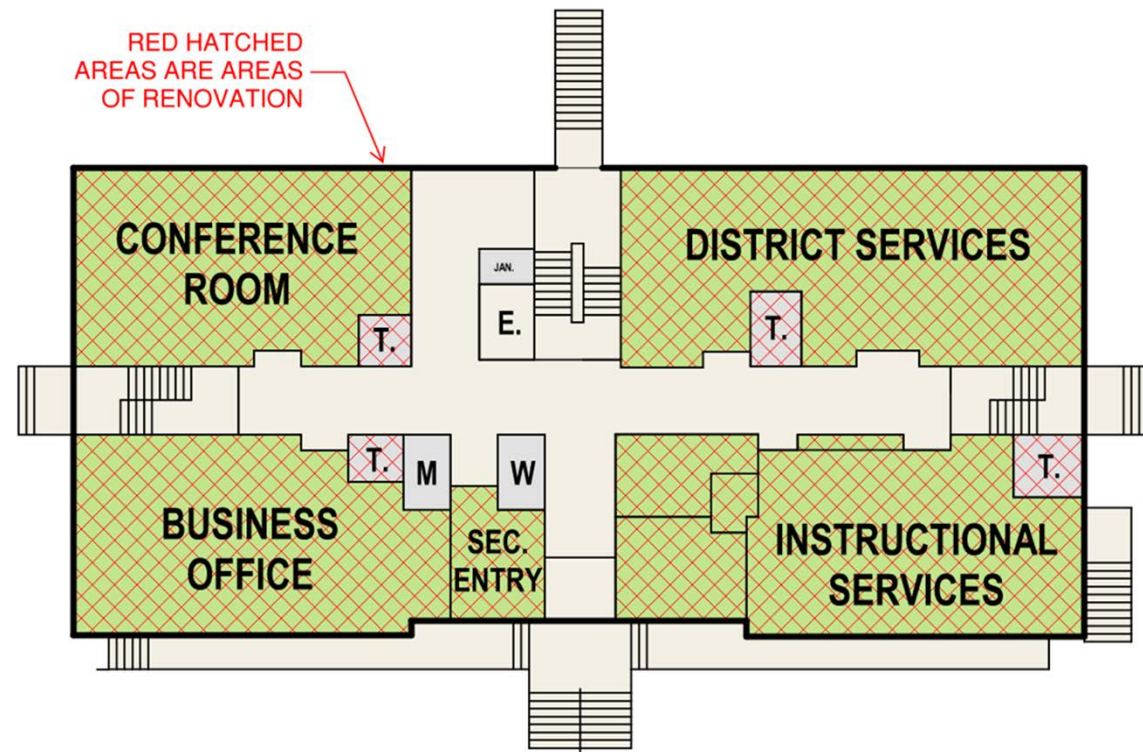 RED HATCHED
AREAS ARE AREAS
OF RENOVATION
CONFERENCE
ROOM
T.
JAN.
E.
DISTRICT SERVICES
T.
T.
M
W
BUSINESS
OFFICE
SEC.
ENTRY
T.
INSTRUCTIONAL
SERVICES